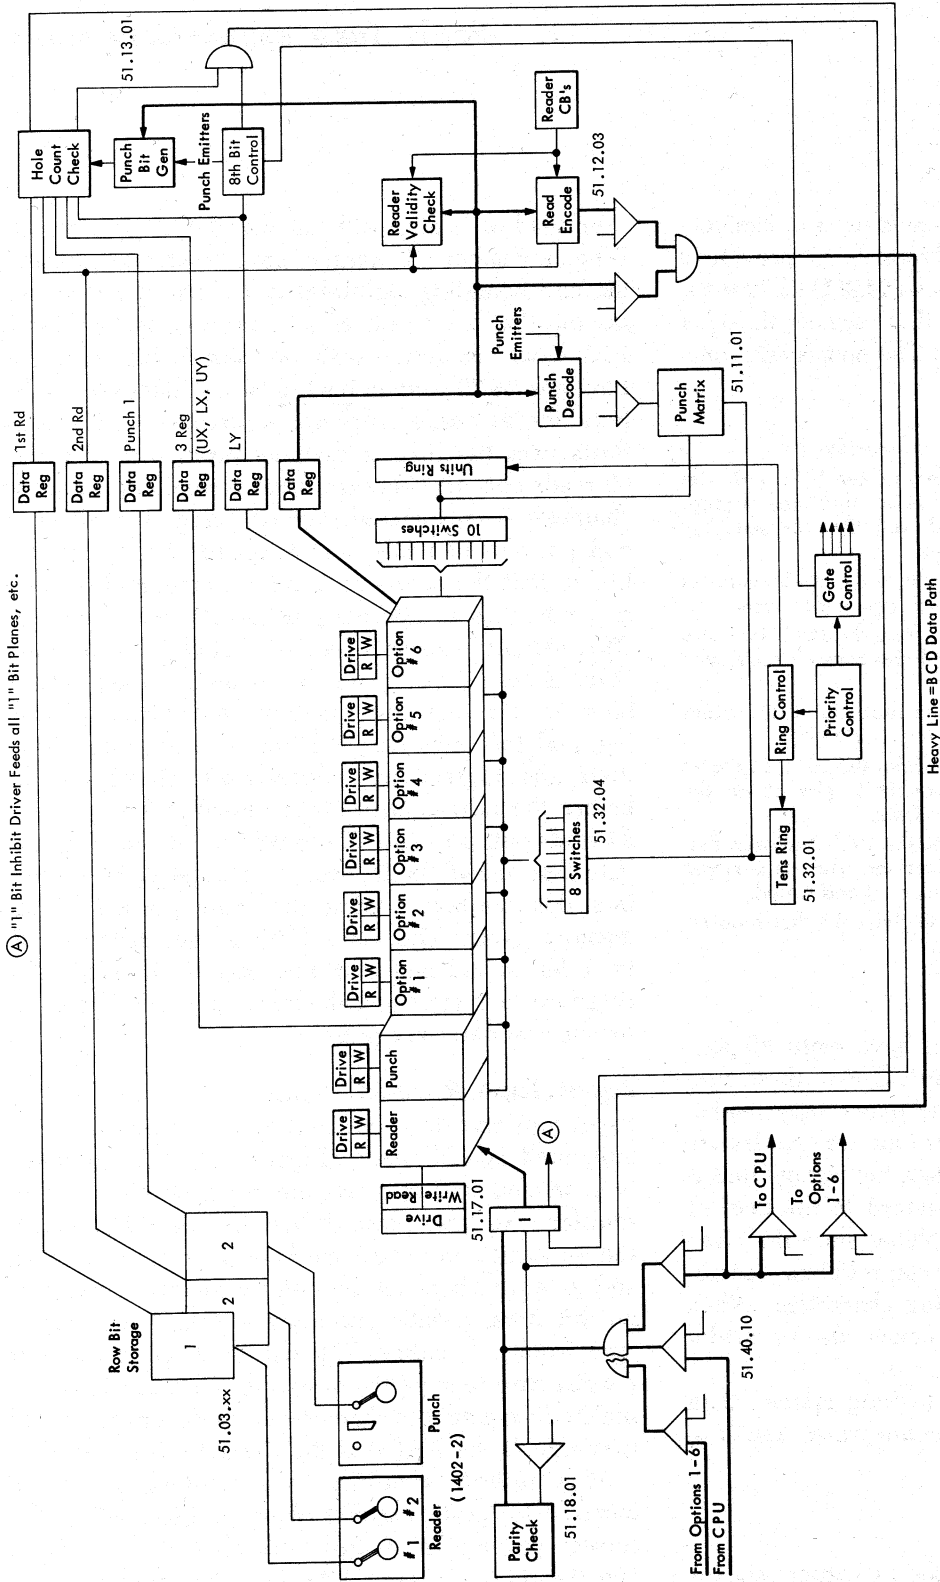 Ⓐ "1" Bit Inhibit Driver Feeds all "1" Bit Planes, etc.
Row Bit
Storage
1
2
2
51.03.xx
Reader
#1
#2
Punch
(1402-2)
Data
Reg
1st Rd
Data
Reg
2nd Rd
Data
Reg
Punch 1
Data
Reg
3 Reg
(UX, LX, UY)
Data
Reg
LY
Data
Reg
Hole
Count
Check
51.13.01
Punch
Bit
Gen
Punch Emitters
8th Bit
Control
Reader
Validity
Check
Reader
CB's
Read
Encode
51.12.03
Punch
Emitters
Punch
Decode
Punch
Matrix
51.11.01
Units Ring
10 Switches
Drive
R W
Reader
Drive
R W
Punch
Drive
R W
Option
#1
Drive
R W
Option
#2
Drive
R W
Option
#3
Drive
R W
Option
#4
Drive
R W
Option
#5
Drive
R W
Option
#6
Drive
Write Read
51.17.01
I
Ⓐ
8 Switches
51.32.04
Tens Ring
51.32.01
Ring Control
Priority
Control
Gate
Control
Parity
Check
51.18.01
From Options 1-6
From CPU
51.40.10
To CPU
To
Options
1-6
Heavy Line = BCD Data Path